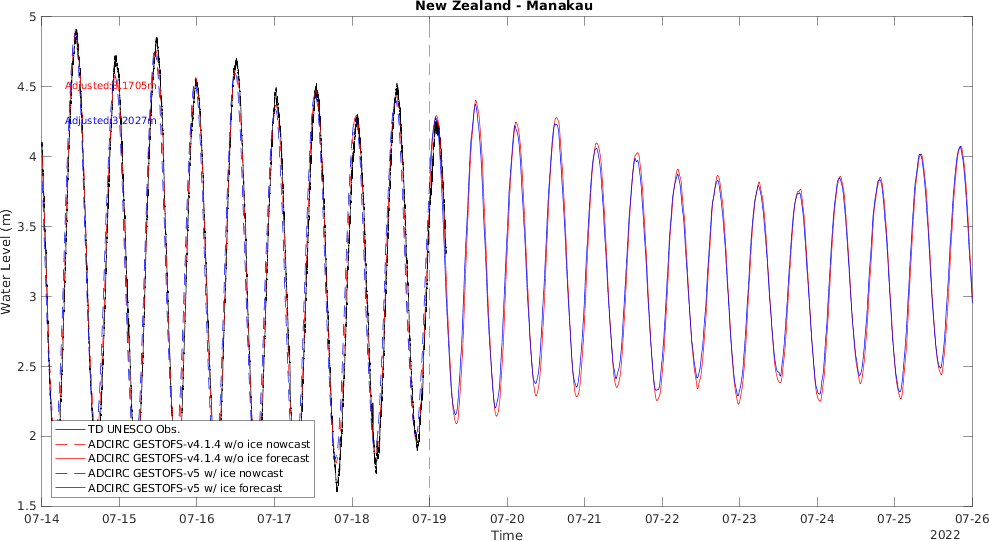 New Zealand - Manakau
Water Level (m)
5
4.5
4
3.5
3
2.5
2
1.5
Adjusted:3.1705m
Adjusted:3.2027m
TD UNESCO Obs.
ADCIRC GESTOFS-v4.1.4 w/o ice nowcast
ADCIRC GESTOFS-v4.1.4 w/o ice forecast
ADCIRC GESTOFS-v5 w/ ice nowcast
ADCIRC GESTOFS-v5 w/ ice forecast
07-14 07-15 07-16 07-17 07-18 07-19 07-20 07-21 07-22 07-23 07-24 07-25 07-26
Time
2022